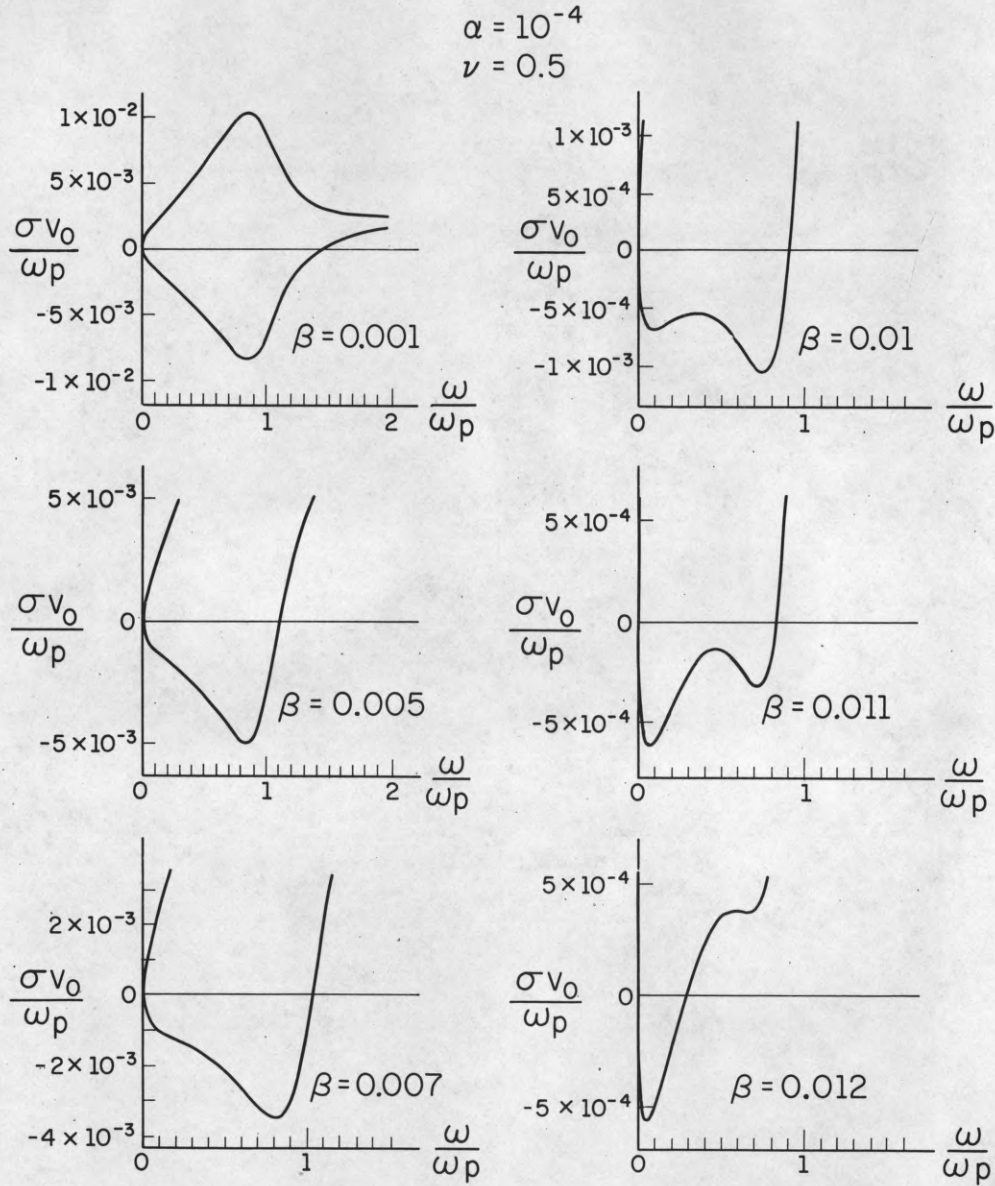 α = 10⁻⁴
ν = 0.5
1×10⁻²
5×10⁻³
0
-5×10⁻³
-1×10⁻²
σv₀/ωp
β=0.001
0 1 2
ω/ωp
1×10⁻³
5×10⁻⁴
0
-5×10⁻⁴
-1×10⁻³
σv₀/ωp
β=0.01
0 1
ω/ωp
5×10⁻³
0
-5×10⁻³
σv₀/ωp
β=0.005
0 1 2
ω/ωp
5×10⁻⁴
0
-5×10⁻⁴
σv₀/ωp
β=0.011
0 1
ω/ωp
2×10⁻³
0
-2×10⁻³
-4×10⁻³
σv₀/ωp
β=0.007
0 1
ω/ωp
5×10⁻⁴
0
-5×10⁻⁴
σv₀/ωp
β=0.012
0 1
ω/ωp